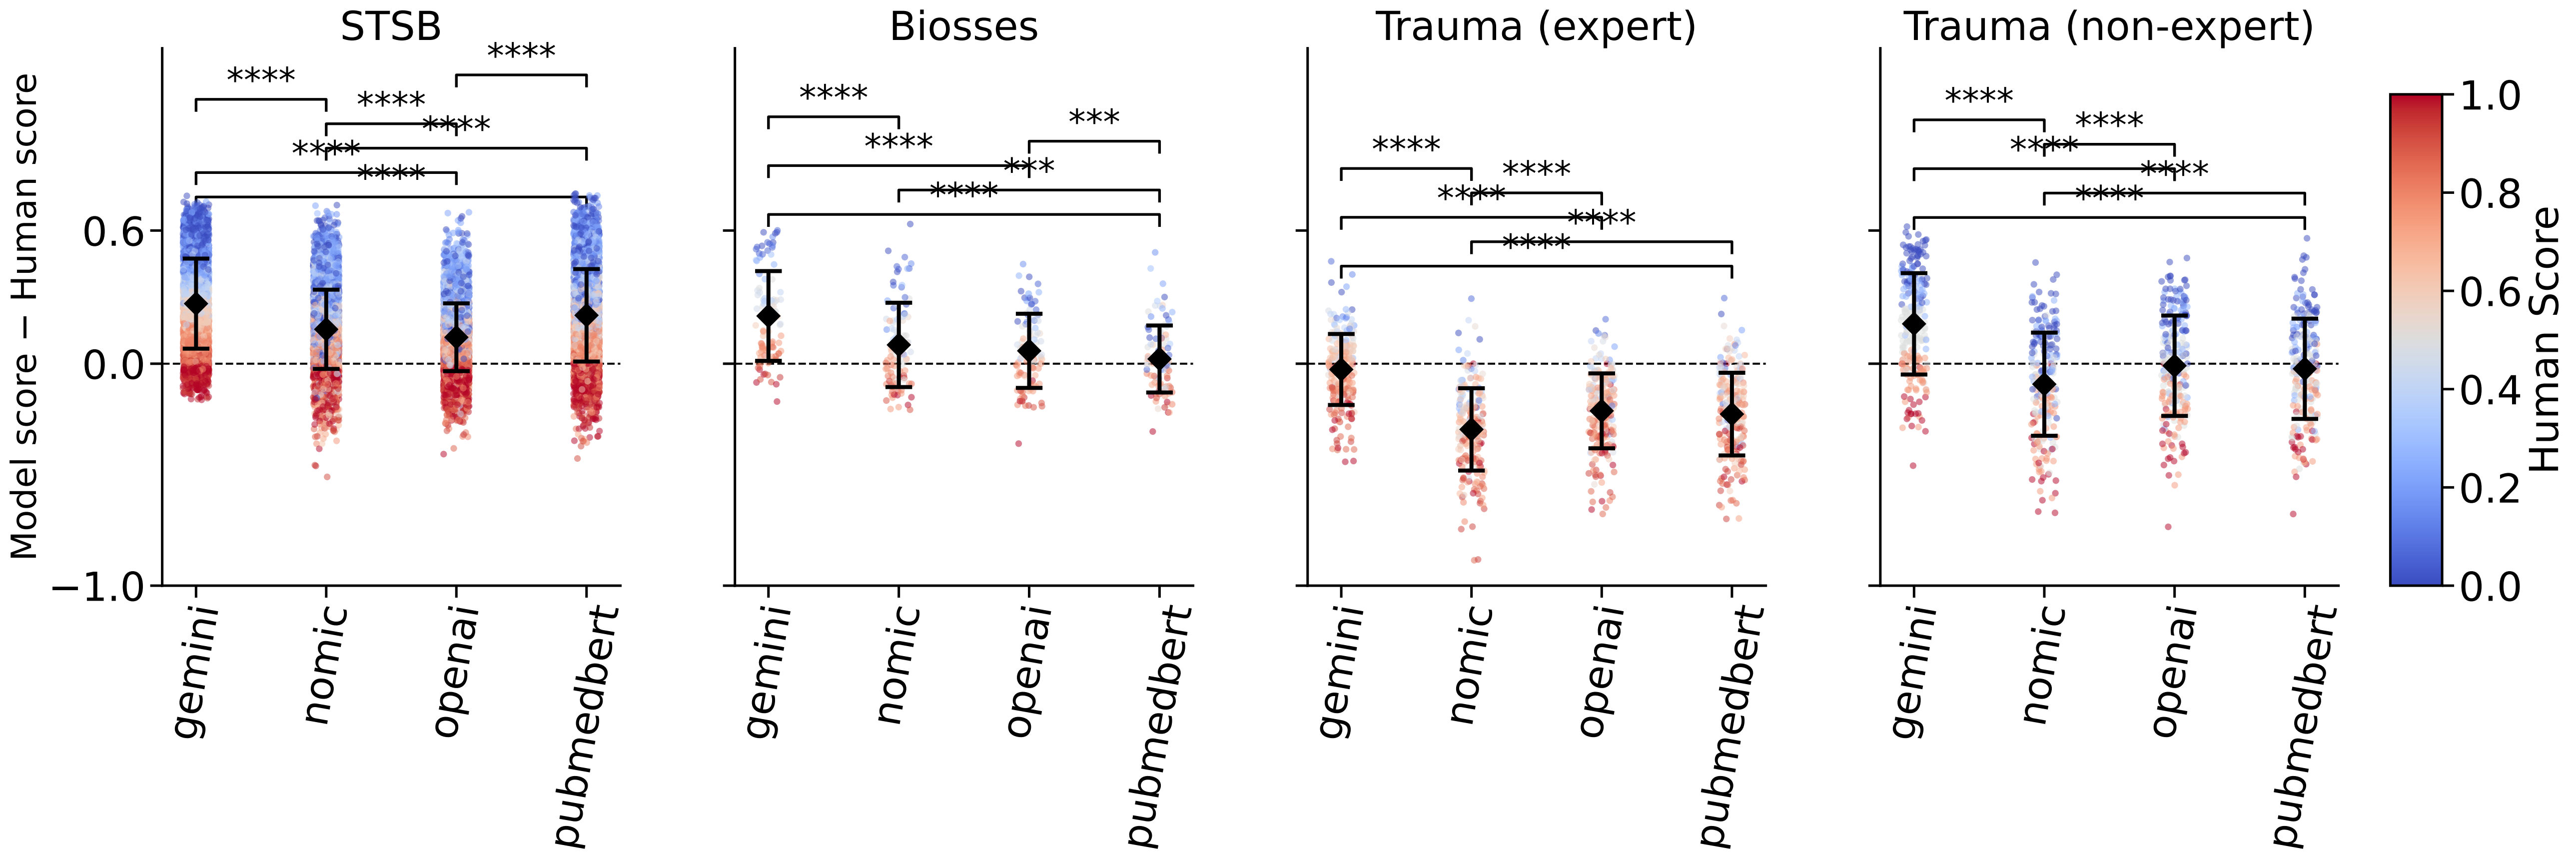 STSB
Biosses
Trauma (expert)
Trauma (non-expert)
Model score − Human score
0.6
0.0
−1.0
****
****
****
****
****
****
gemini
nomic
openai
pubmedbert
****
***
****
***
****
gemini
nomic
openai
pubmedbert
****
****
****
****
****
gemini
nomic
openai
pubmedbert
****
****
****
****
****
gemini
nomic
openai
pubmedbert
1.0
0.8
0.6
0.4
0.2
0.0
Human Score